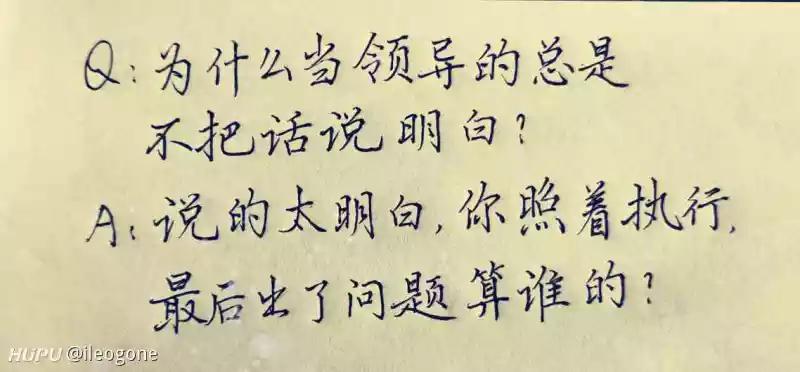 Q：为什么当领导的总是
不把话说明白？
A：说的太明白，你照着执行，
最后出了问题算谁的？
HUPU @ileogone